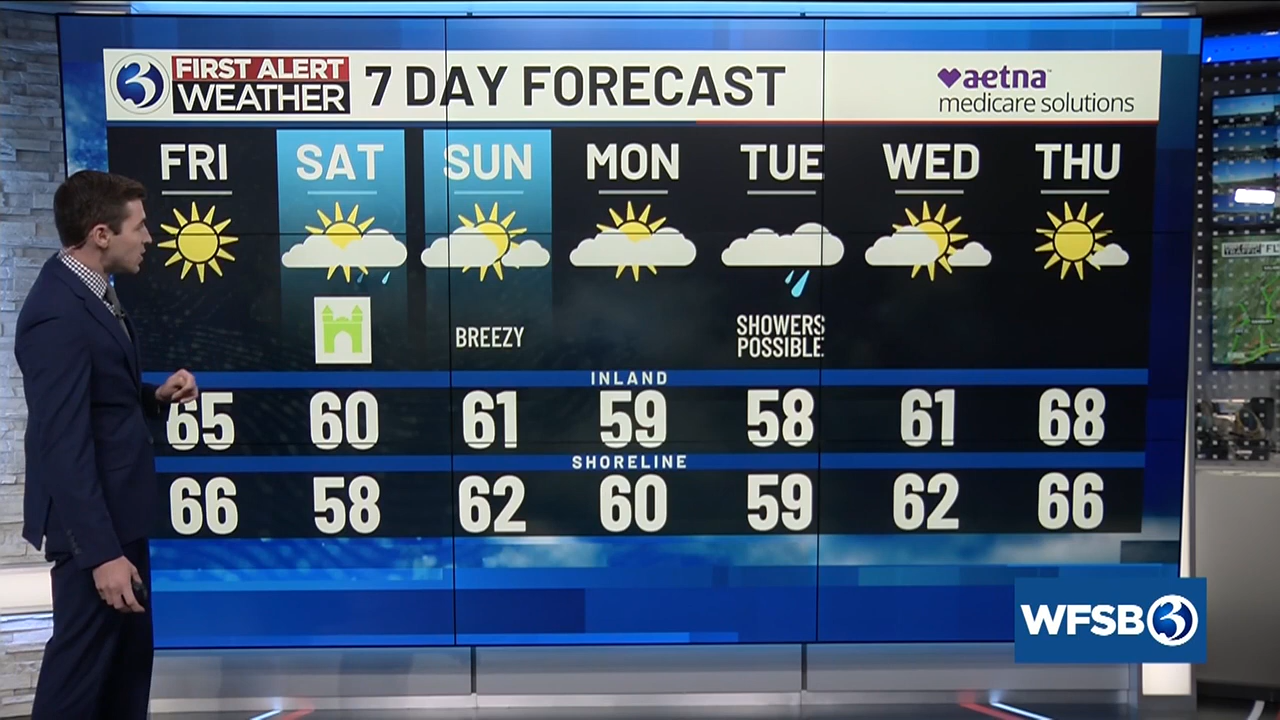 3 FIRST ALERT
WEATHER
7 DAY FORECAST
aetna™
medicare solutions
FRI SAT SUN MON TUE WED THU
BREEZY
SHOWERS
POSSIBLE
INLAND
65 60 61 59 58 61 68
SHORELINE
66 58 62 60 59 62 66
WFSB 3